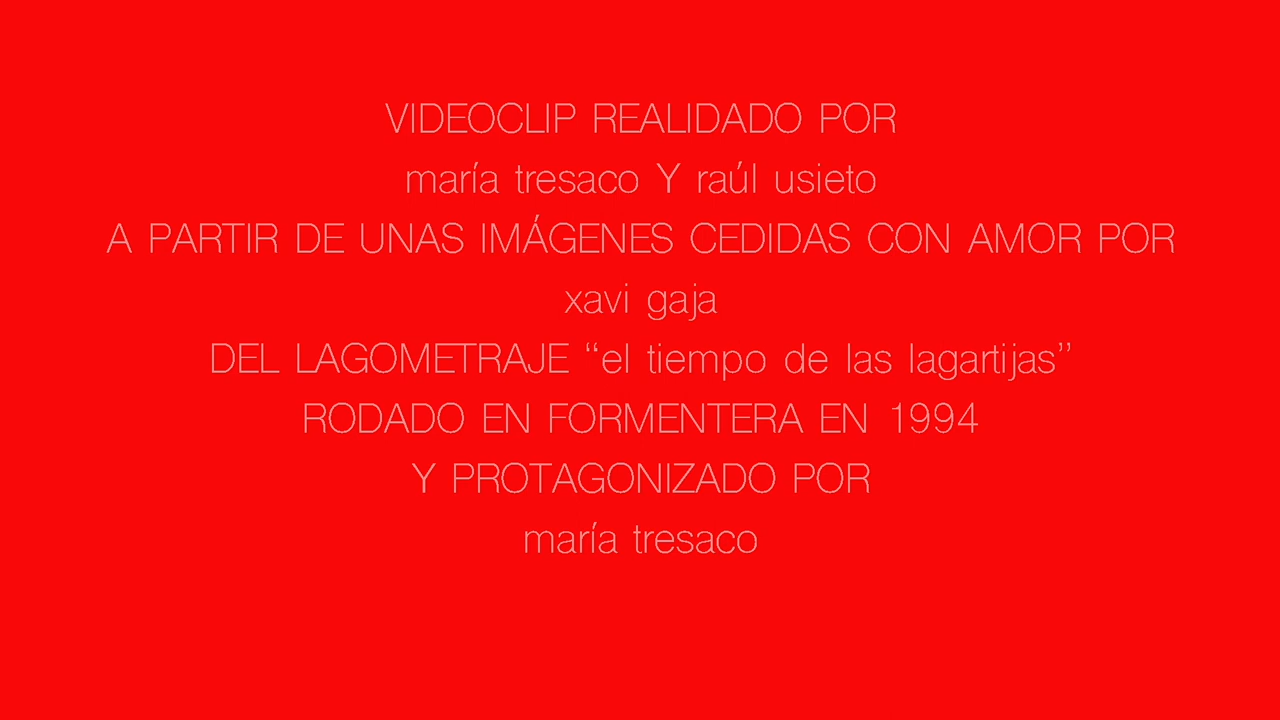 VIDEOCLIP REALIDADO POR
maría tresaco Y raúl usieto
A PARTIR DE UNAS IMÁGENES CEDIDAS CON AMOR POR
xavi gaja
DEL LAGOMETRAJE “el tiempo de las lagartijas”
RODADO EN FORMENTERA EN 1994
Y PROTAGONIZADO POR
maría tresaco